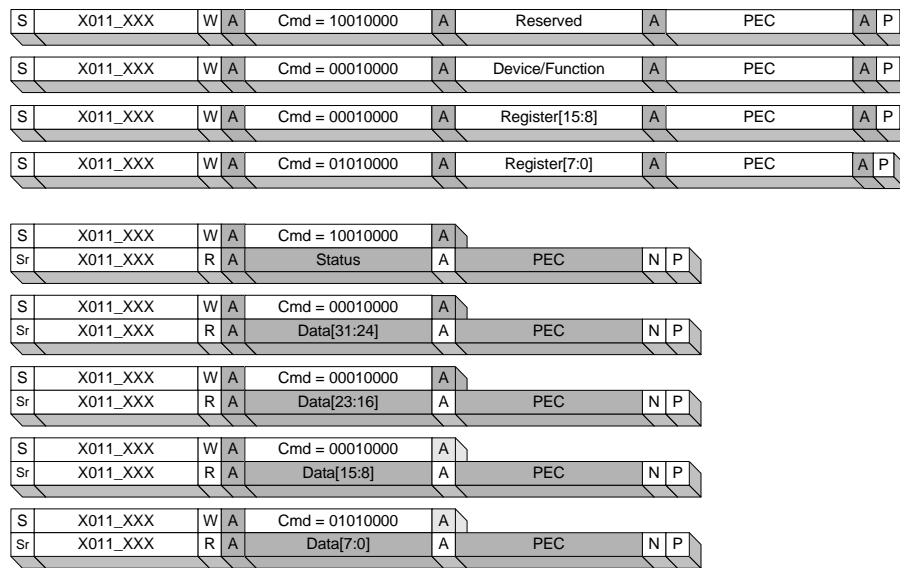 S X011_XXX W A Cmd = 10010000 A Reserved A PEC A P
S X011_XXX W A Cmd = 00010000 A Device/Function A PEC A P
S X011_XXX W A Cmd = 00010000 A Register[15:8] A PEC A P
S X011_XXX W A Cmd = 01010000 A Register[7:0] A PEC A P
S X011_XXX W A Cmd = 10010000 A
Sr X011_XXX R A Status A PEC N P
S X011_XXX W A Cmd = 00010000 A
Sr X011_XXX R A Data[31:24] A PEC N P
S X011_XXX W A Cmd = 00010000 A
Sr X011_XXX R A Data[23:16] A PEC N P
S X011_XXX W A Cmd = 00010000 A
Sr X011_XXX R A Data[15:8] A PEC N P
S X011_XXX W A Cmd = 01010000 A
Sr X011_XXX R A Data[7:0] A PEC N P